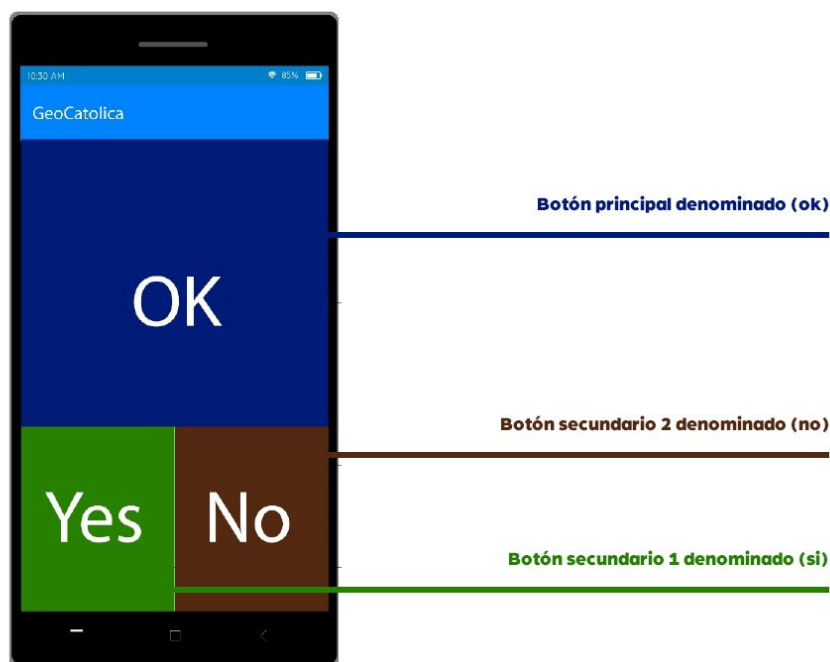 10:30 AM 85%
GeoCatolica
Botón principal denominado (ok)
OK
Botón secundario 2 denominado (no)
Yes No
Botón secundario 1 denominado (si)